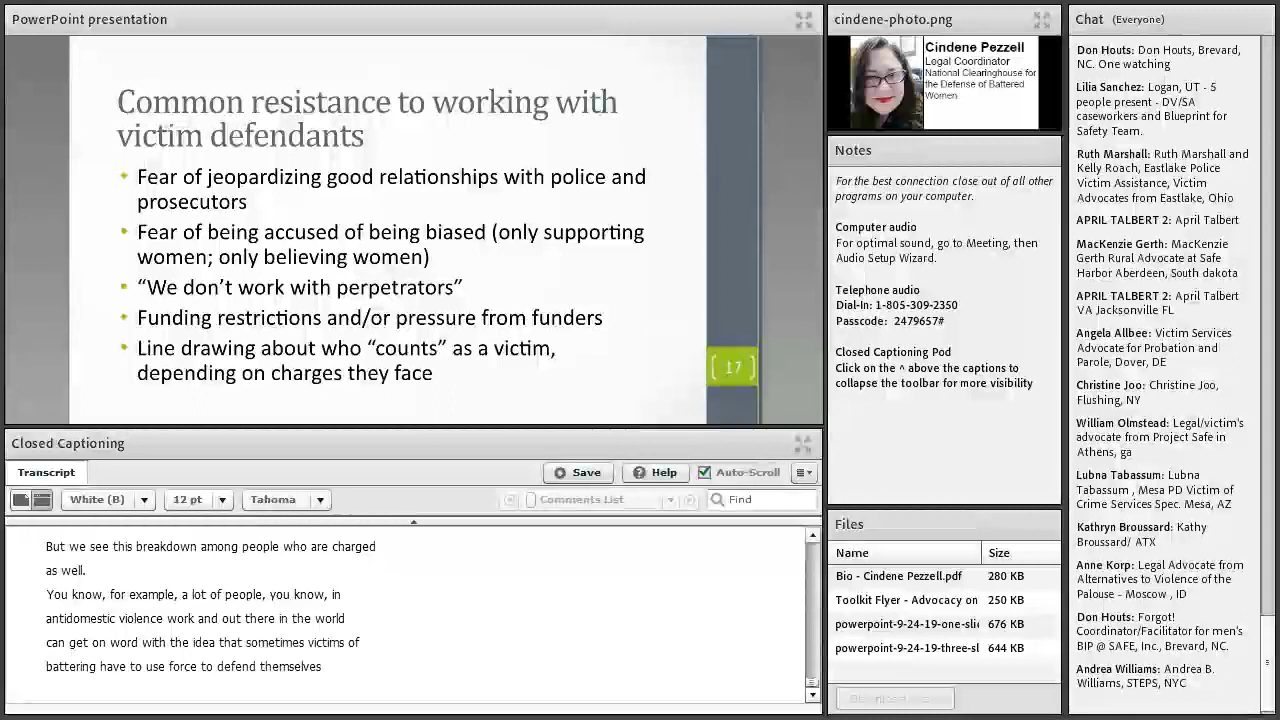 PowerPoint presentation
Common resistance to working with
victim defendants
Fear of jeopardizing good relationships with police and
prosecutors
Fear of being accused of being biased (only supporting
women; only believing women)
“We don’t work with perpetrators”
Funding restrictions and/or pressure from funders
Line drawing about who “counts” as a victim,
depending on charges they face
[ 17 ]
Closed Captioning
Transcript
Save
Help
Auto-Scroll
White (B)
12 pt
Tahoma
Comments List
Find
But we see this breakdown among people who are charged
as well.
You know, for example, a lot of people, you know, in
antidomestic violence work and out there in the world
can get on word with the idea that sometimes victims of
battering have to use force to defend themselves
cindene-photo.png
Cindene Pezzell
Legal Coordinator
National Clearinghouse for
the Defense of Battered
Women
Notes
For the best connection close out of all other
programs on your computer.
Computer audio
For optimal sound, go to Meeting, then
Audio Setup Wizard.
Telephone audio
Dial-In: 1-805-309-2350
Passcode: 2479657#
Closed Captioning Pod
Click on the ^ above the captions to
collapse the toolbar for more visibility
Files
Name Size
Bio - Cindene Pezzell.pdf 280 KB
Toolkit Flyer - Advocacy on 250 KB
powerpoint-9-24-19-one-slic 676 KB
powerpoint-9-24-19-three-sl 644 KB
Chat (Everyone)
Don Houts: Don Houts, Brevard,
NC. One watching
Lilia Sanchez: Logan, UT - 5
people present - DV/SA
caseworkers and Blueprint for
Safety Team.
Ruth Marshall: Ruth Marshall and
Kelly Roach, Eastlake Police
Victim Assistance, Victim
Advocates from Eastlake, Ohio
APRIL TALBERT 2: April Talbert
MacKenzie Gerth: MacKenzie
Gerth Rural Advocate at Safe
Harbor Aberdeen, South dakota
APRIL TALBERT 2: April Talbert
VA Jacksonville FL
Angela Allbee: Victim Services
Advocate for Probation and
Parole, Dover, DE
Christine Joo: Christine Joo,
Flushing, NY
William Olmstead: Legal/victim's
advocate from Project Safe in
Athens, ga
Lubna Tabassum: Lubna
Tabassum , Mesa PD Victim of
Crime Services Spec. Mesa, AZ
Kathryn Broussard: Kathy
Broussard/ ATX
Anne Korp: Legal Advocate from
Alternatives to Violence of the
Palouse - Moscow , ID
Don Houts: Forgot!
Coordinator/Facilitator for men's
BIP @ SAFE, Inc., Brevard, NC.
Andrea Williams: Andrea B.
Williams, STEPS, NYC